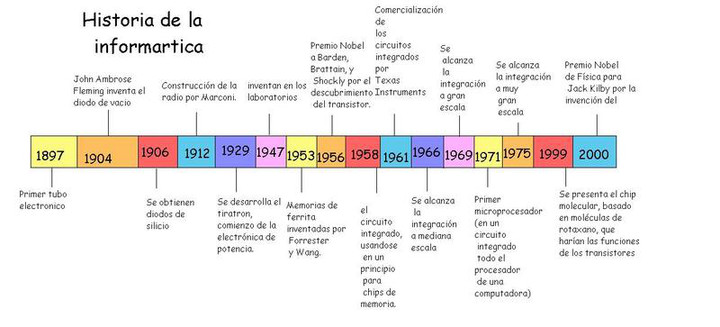 Historia de la
informartica
John Ambrose
Fleming inventa el
diodo de vacio
Construcción de la
radio por Marconi.
inventan en los
laboratorios
Premio Nobel
a Barden,
Brattain, y
Shockly por el
descubrimiento
del transistor.
Comercialización
de
los
circuitos
integrados
por
Texas
Instruments
Se
alcanza
la
integración
a gran
escala
Se alcanza
la integración
a muy
gran
escala
Premio Nobel
de Física para
Jack Kilby por la
invención del
1897
1904
1906
1912
1929
1947
1953
1956
1958
1961
1966
1969
1971
1975
1999
2000
Primer tubo
electronico
Se obtienen
diodos de
silicio
Se desarrolla el
tiratron,
comienzo de la
electrónica de
potencia.
Memorias de
ferrita
inventadas por
Forrester
y Wang.
el
circuito
integrado,
usandose
en un
principio
para
chips de
memoria.
Se alcanza
la
integración
a mediana
escala
Primer
microprocesador
(en un
circuito
integrado
todo el
procesador
de una
computadora)
Se presenta el chip
molecular, basado
en moléculas de
rotaxano, que
harían las funciones
de los transistores